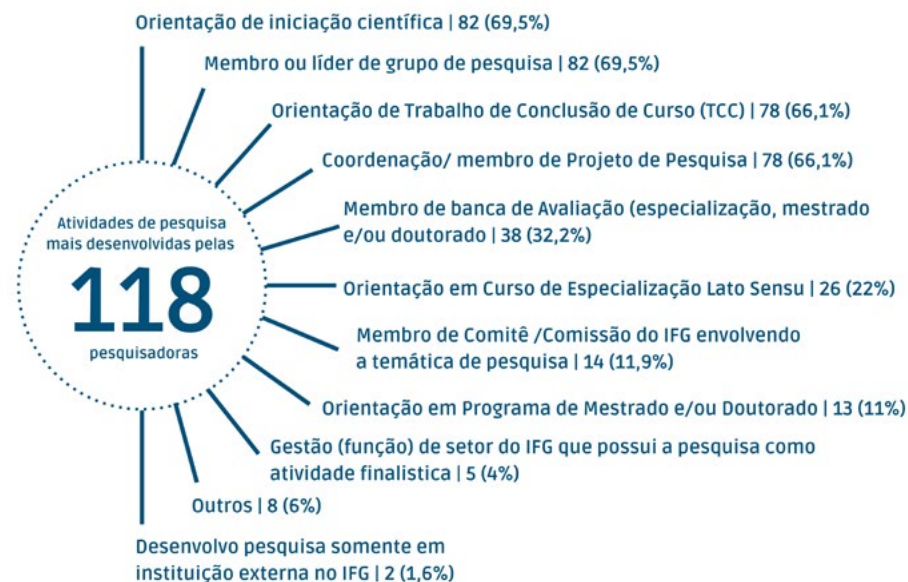 Orientação de iniciação científica | 82 (69,5%)
Membro ou líder de grupo de pesquisa | 82 (69,5%)
Orientação de Trabalho de Conclusão de Curso (TCC) | 78 (66,1%)
Coordenação/ membro de Projeto de Pesquisa | 78 (66,1%)
Membro de banca de Avaliação (especialização, mestrado
e/ou doutorado | 38 (32,2%)
Orientação em Curso de Especialização Lato Sensu | 26 (22%)
Membro de Comitê /Comissão do IFG envolvendo
a temática de pesquisa | 14 (11,9%)
Orientação em Programa de Mestrado e/ou Doutorado | 13 (11%)
Gestão (função) de setor do IFG que possui a pesquisa como
atividade finalistica | 5 (4%)
Outros | 8 (6%)
Desenvolvo pesquisa somente em
instituição externa no IFG | 2 (1,6%)
Atividades de pesquisa
mais desenvolvidas pelas
118
pesquisadoras